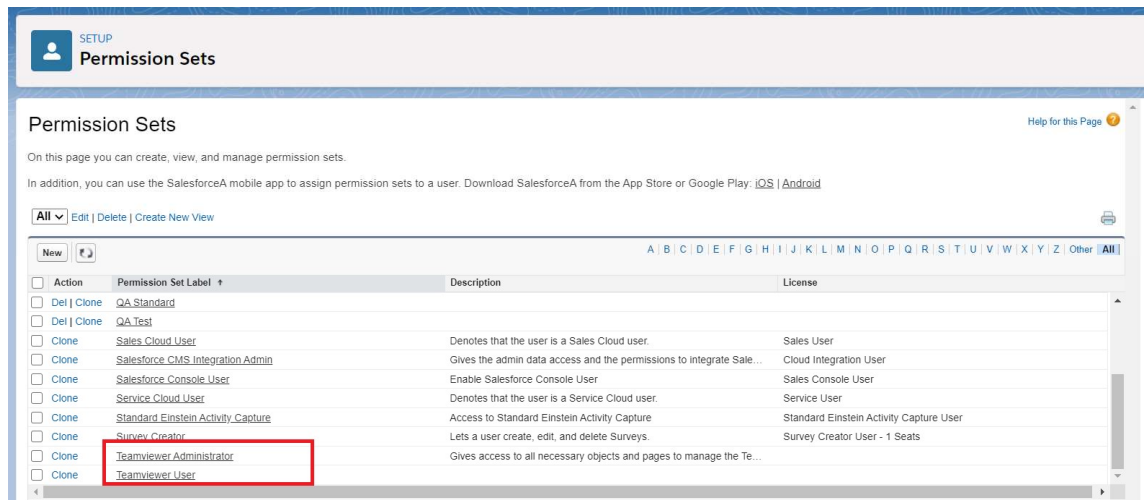 SETUP
Permission Sets
Permission Sets
Help for this Page
On this page you can create, view, and manage permission sets.
In addition, you can use the SalesforceA mobile app to assign permission sets to a user. Download SalesforceA from the App Store or Google Play: iOS | Android
All Edit | Delete | Create New View
New A | B | C | D | E | F | G | H | I | J | K | L | M | N | O | P | Q | R | S | T | U | V | W | X | Y | Z | Other All
Action Permission Set Label ↑ Description License
Del | Clone QA Standard
Del | Clone QA Test
Clone Sales Cloud User Denotes that the user is a Sales Cloud user. Sales User
Clone Salesforce CMS Integration Admin Gives the admin data access and the permissions to integrate Sale... Cloud Integration User
Clone Salesforce Console User Enable Salesforce Console User Sales Console User
Clone Service Cloud User Denotes that the user is a Service Cloud user. Service User
Clone Standard Einstein Activity Capture Access to Standard Einstein Activity Capture Standard Einstein Activity Capture User
Clone Survey Creator Lets a user create, edit, and delete Surveys. Survey Creator User - 1 Seats
Clone Teamviewer Administrator Gives access to all necessary objects and pages to manage the Te...
Clone Teamviewer User